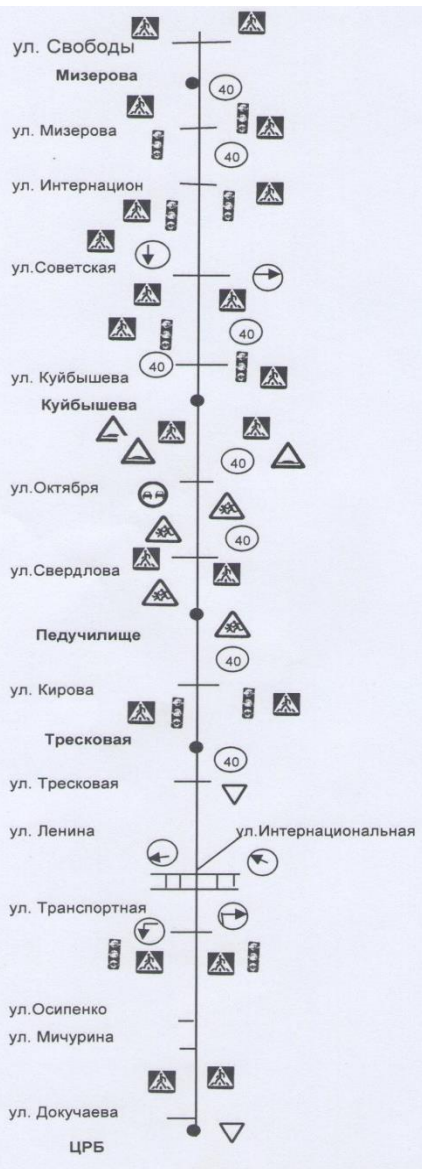 ул. Свободы
Мизерова
40
ул. Мизерова
40
ул. Интернацион
ул.Советская
40
40
ул. Куйбышева
Куйбышева
40
ул.Октября
40
ул.Свердлова
Педучилище
40
ул. Кирова
Тресковая
40
ул. Тресковая
ул. Ленина
ул.Интернациональная
ул. Транспортная
ул.Осипенко
ул. Мичурина
ул. Докучаева
ЦРБ